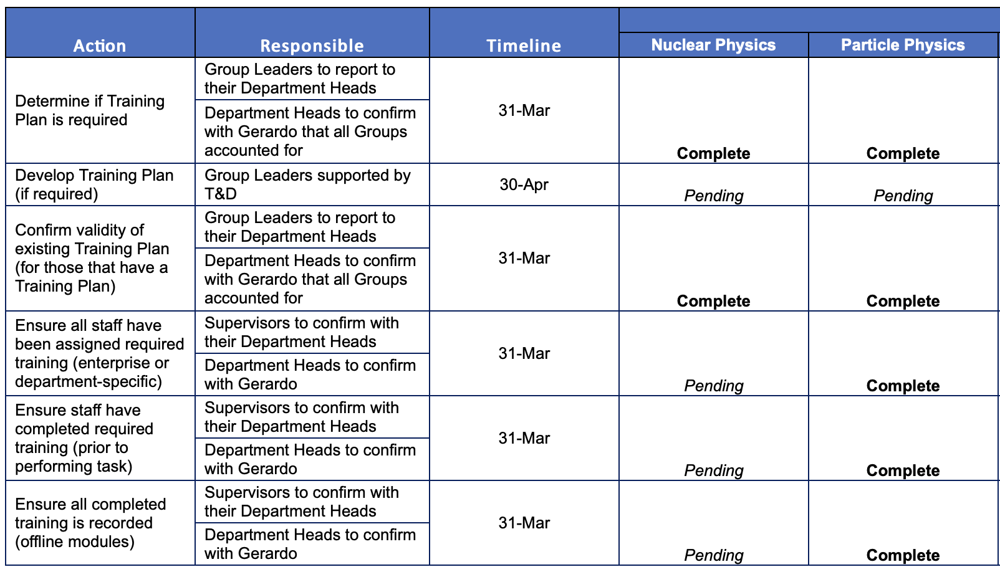 Action
Responsible
Timeline
Nuclear Physics
Particle Physics
Determine if Training
Plan is required
Group Leaders to report to
their Department Heads
Department Heads to confirm
with Gerardo that all Groups
accounted for
31-Mar
Complete
Complete
Develop Training Plan
(if required)
Group Leaders supported by
T&D
30-Apr
Pending
Pending
Confirm validity of
existing Training Plan
(for those that have a
Training Plan)
Group Leaders to report to
their Department Heads
Department Heads to confirm
with Gerardo that all Groups
accounted for
31-Mar
Complete
Complete
Ensure all staff have
been assigned required
training (enterprise or
department-specific)
Supervisors to confirm with
their Department Heads
Department Heads to confirm
with Gerardo
31-Mar
Pending
Complete
Ensure staff have
completed required
training (prior to
performing task)
Supervisors to confirm with
their Department Heads
Department Heads to confirm
with Gerardo
31-Mar
Pending
Complete
Ensure all completed
training is recorded
(offline modules)
Supervisors to confirm with
their Department Heads
Department Heads to confirm
with Gerardo
31-Mar
Pending
Complete